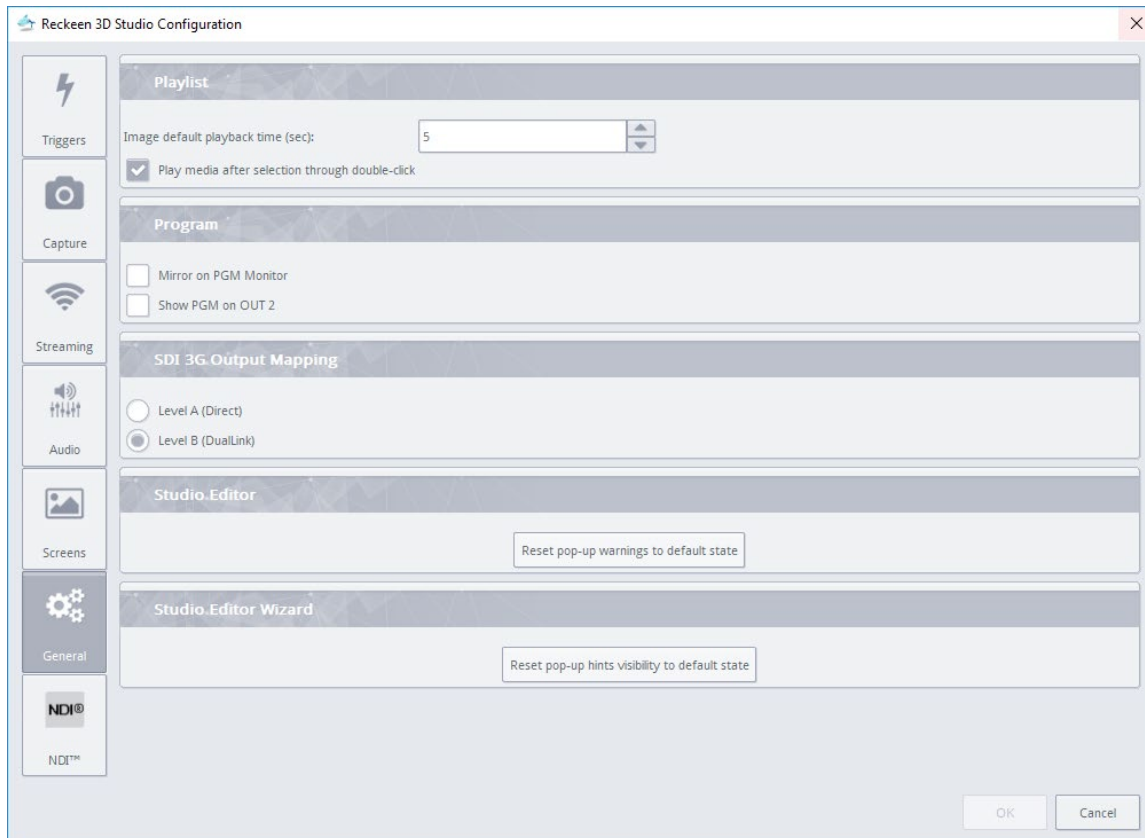 Reckeen 3D Studio Configuration
Triggers
Capture
Streaming
Audio
Screens
General
NDI®
NDI™
Playlist
Image default playback time (sec):
5
Play media after selection through double-click
Program
Mirror on PGM Monitor
Show PGM on OUT 2
SDI 3G Output Mapping
Level A (Direct)
Level B (DualLink)
Studio Editor
Reset pop-up warnings to default state
Studio Editor Wizard
Reset pop-up hints visibility to default state
OK
Cancel